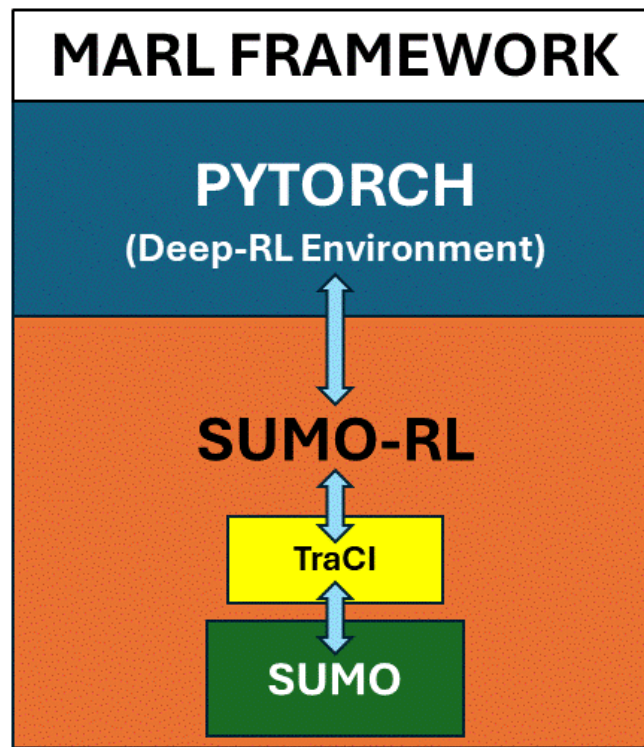 MARL FRAMEWORK
PYTORCH
(Deep-RL Environment)
SUMO-RL
TraCI
SUMO